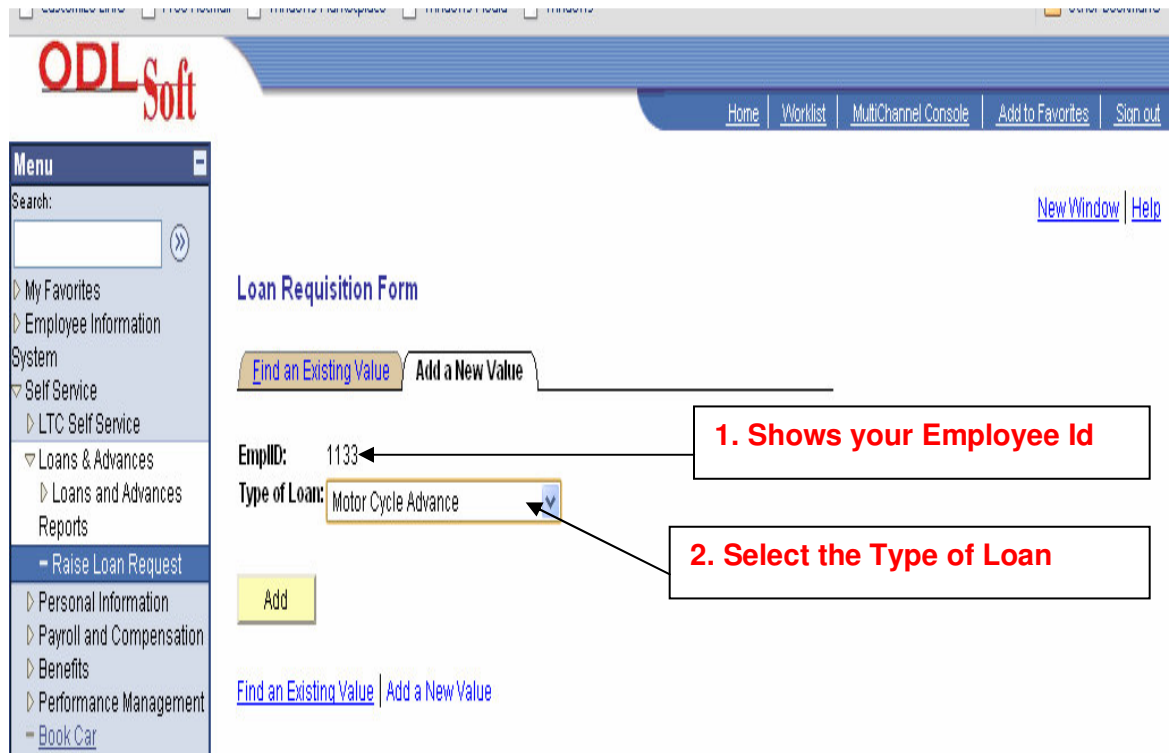 ODL Soft
Home | Worklist | MultiChannel Console | Add to Favorites | Sign out
Menu
Search:
New Window | Help
My Favorites
Employee Information
System
Self Service
LTC Self Service
Loans & Advances
Loans and Advances
Reports
Raise Loan Request
Personal Information
Payroll and Compensation
Benefits
Performance Management
Book Car
Loan Requisition Form
Find an Existing Value Add a New Value
EmplID: 1133
1. Shows your Employee Id
Type of Loan: Motor Cycle Advance
2. Select the Type of Loan
Add
Find an Existing Value | Add a New Value